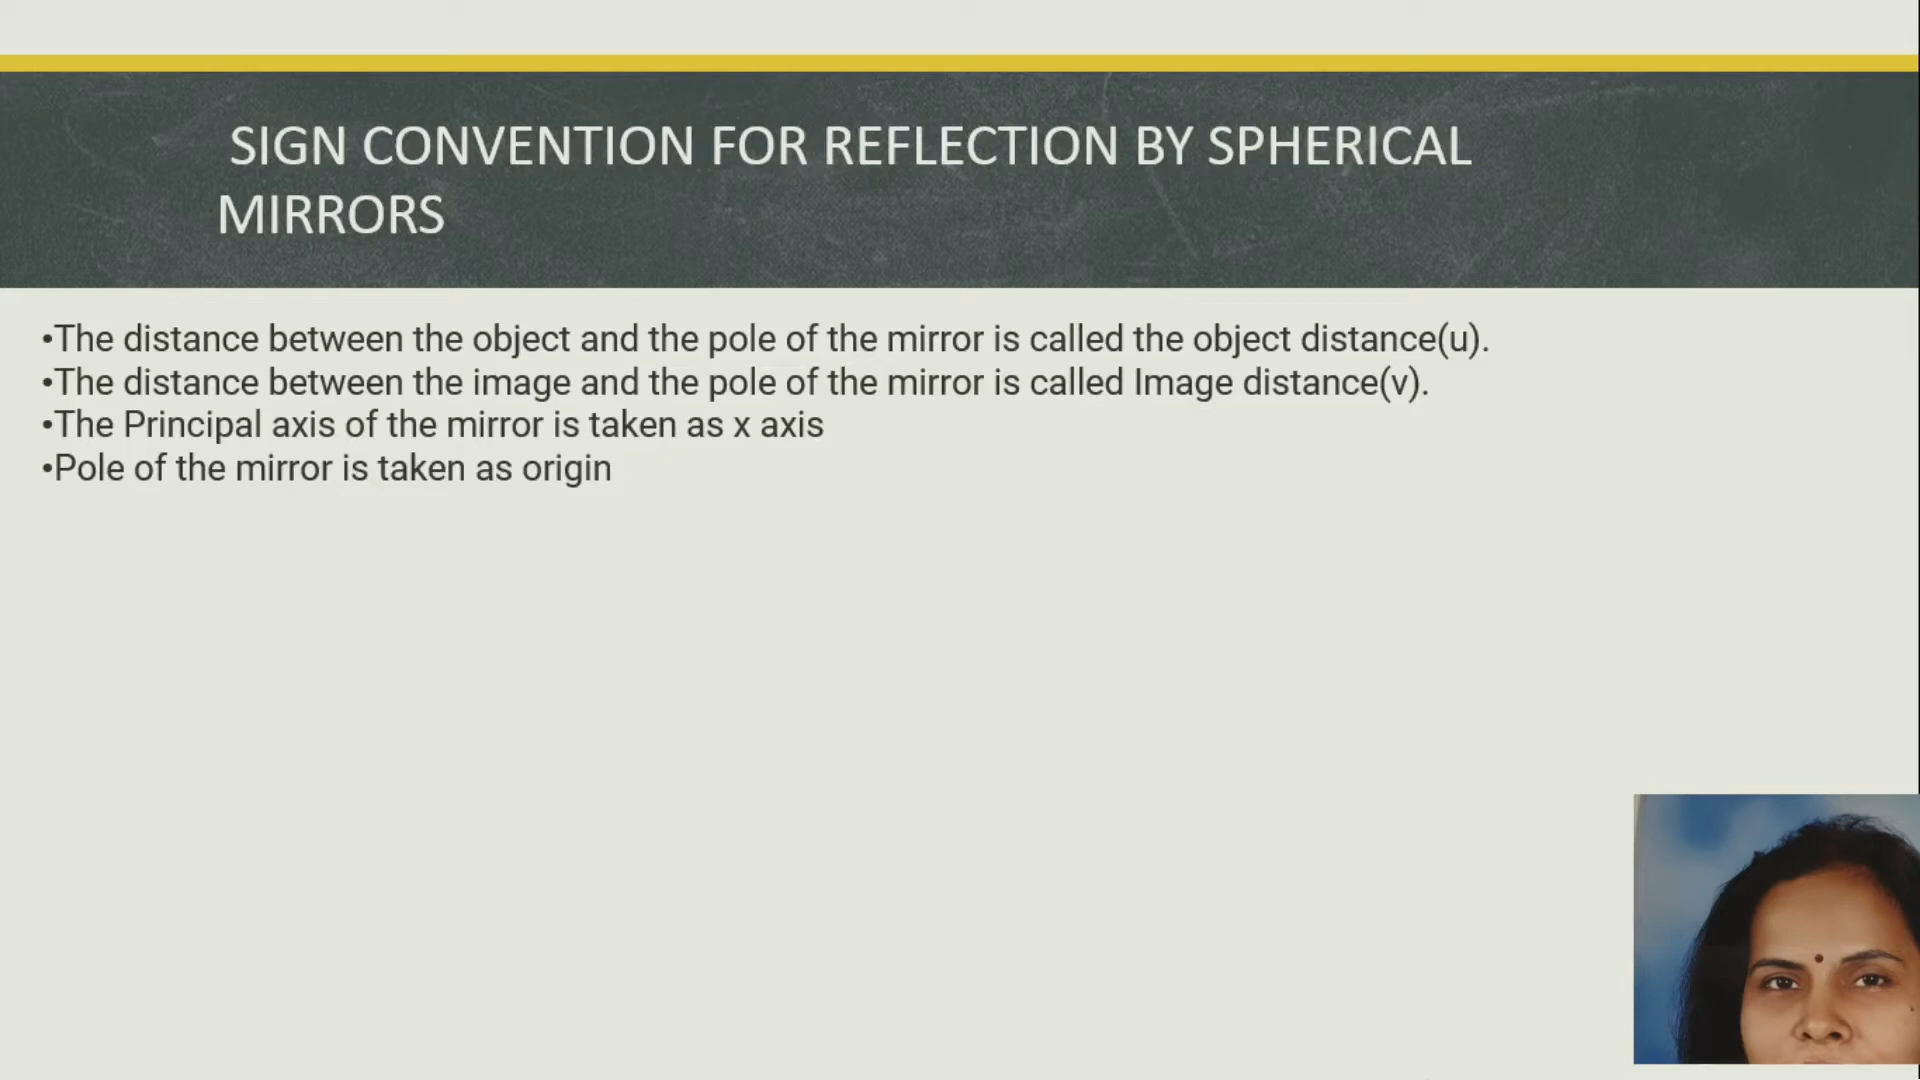 SIGN CONVENTION FOR REFLECTION BY SPHERICAL
MIRRORS
•The distance between the object and the pole of the mirror is called the object distance(u).
•The distance between the image and the pole of the mirror is called Image distance(v).
•The Principal axis of the mirror is taken as x axis
•Pole of the mirror is taken as origin